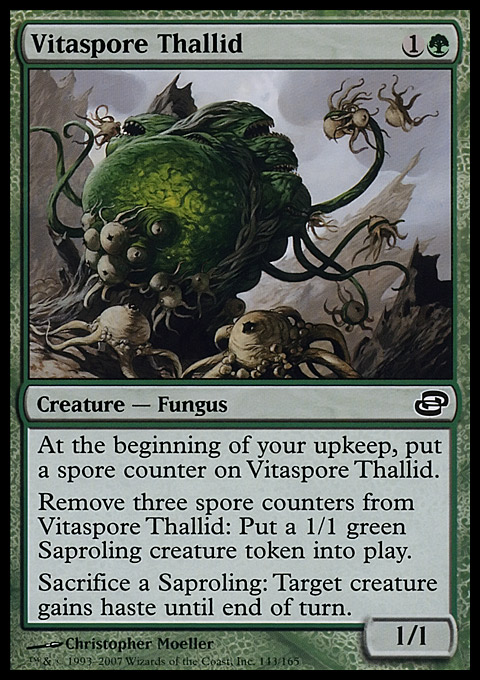 Vitaspore Thallid 1
Creature — Fungus
At the beginning of your upkeep, put
a spore counter on Vitaspore Thallid.
Remove three spore counters from
Vitaspore Thallid: Put a 1/1 green
Saproling creature token into play.
Sacrifice a Saproling: Target creature
gains haste until end of turn.
Christopher Moeller
1/1
™ & © 1993–2007 Wizards of the Coast, Inc. 143/165